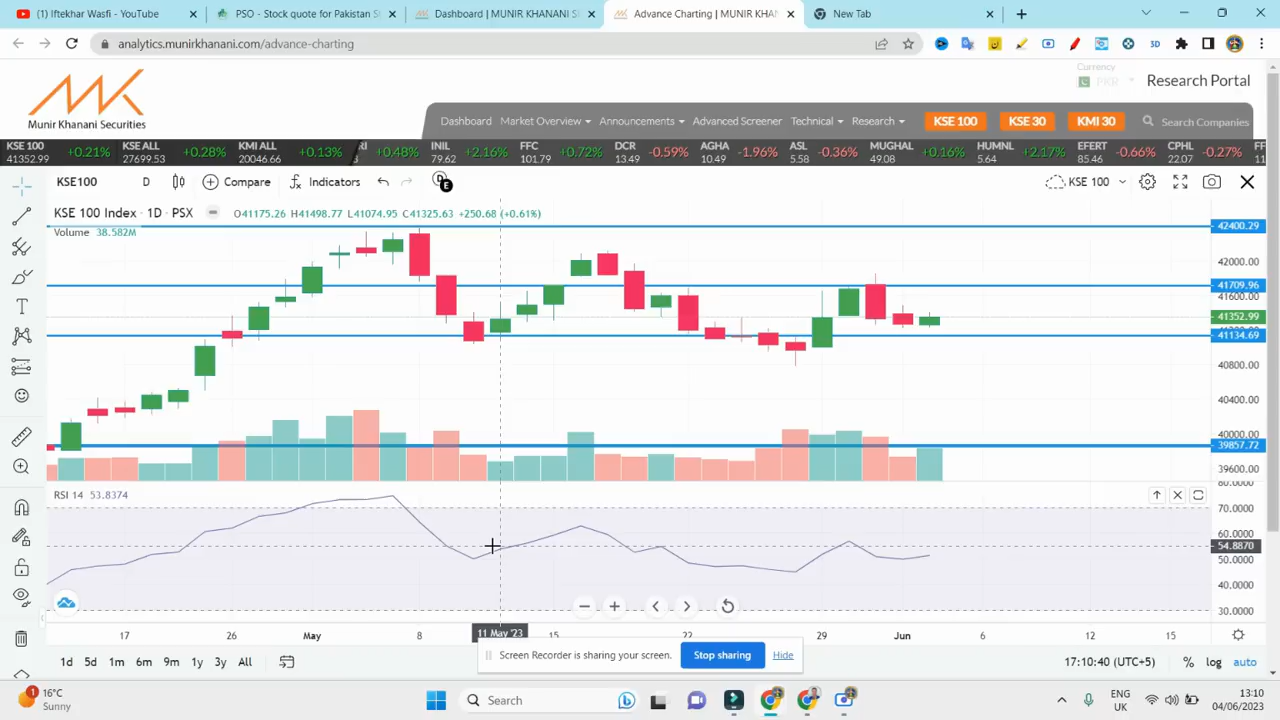 Iftekhar Wasfi - YouTube
PSO - Stock quote for Pakistan S
Dashboard | MUNIR KHANANI S
Advance Charting | MUNIR KHAN
New Tab
analytics.munirkhanani.com/advance-charting
Munir Khanani Securities
Currency
PKR
Research Portal
Dashboard Market Overview Announcements Advanced Screener Technical Research KSE 100 KSE 30 KMI 30 Search Companies
KSE 100 41352.99 +0.21%
KSE ALL 27699.53 +0.28%
KMI ALL 20046.66 +0.13%
RI +0.48%
INIL 79.62 +2.16%
FFC 101.79 +0.72%
DCR 13.49 -0.59%
AGHA 10.49 -1.96%
ASL 5.58 -0.36%
MUGHAL 49.08 +0.16%
HUMNL 5.64 +2.17%
EFERT 85.46 -0.66%
CPHL 22.07 -0.27%
FF
11
KSE100 D Compare Indicators D E KSE 100
KSE 100 Index · 1D · PSX O41175.26 H41498.77 L41074.95 C41325.63 +250.68 (+0.61%)
Volume 38.582M
42400.29
42000.00
41709.96
41600.00
41352.99
41134.69
40800.00
40400.00
40000.00
39857.72
39600.00
RSI 14 53.8374
80.0000
70.0000
60.0000
54.8870
50.0000
40.0000
30.0000
17 26 May 8 11 May '23 15 22 29 Jun 6 12 15
1d 5d 1m 6m 9m 1y 3y All
Screen Recorder is sharing your screen. Stop sharing Hide
17:10:40 (UTC+5) % log auto
1
16°C
Sunny
Search
ENG
UK
13:10
04/06/2023